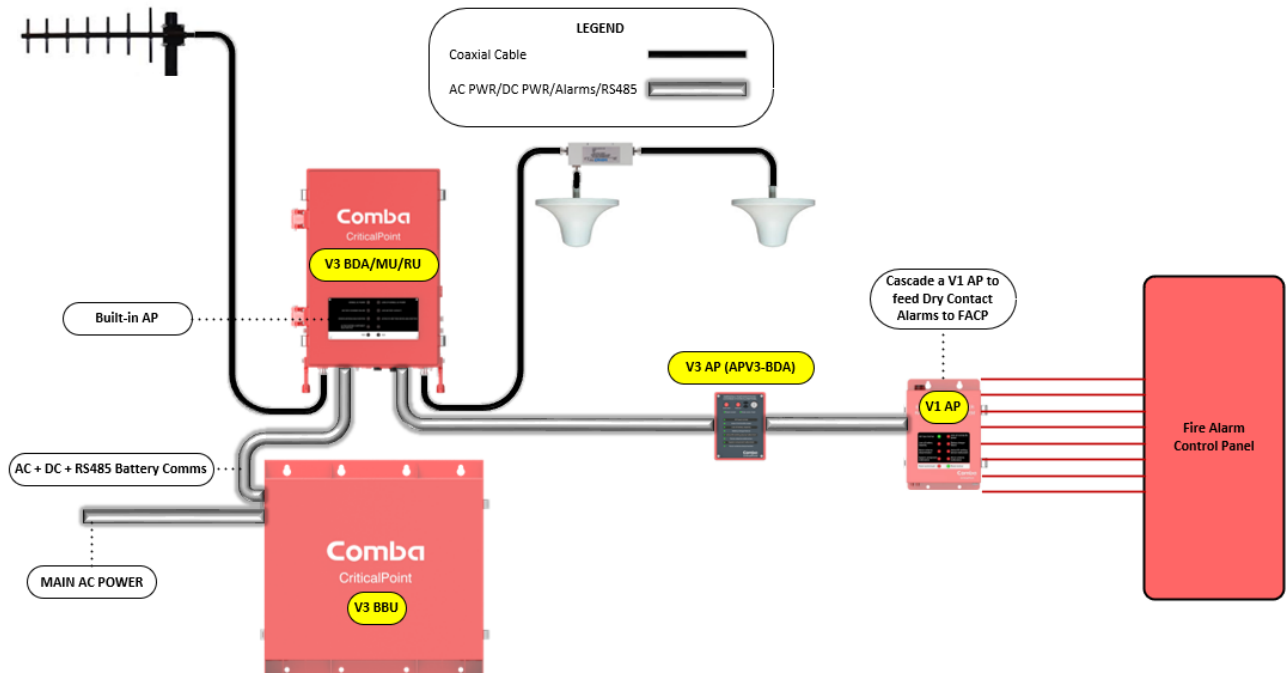 LEGEND
Coaxial Cable
AC PWR/DC PWR/Alarms/RS485
Comba
CriticalPoint
V3 BDA/MU/RU
Built-in AP
Cascade a V1 AP to
feed Dry Contact
Alarms to FACP
V3 AP (APV3-BDA)
V1 AP
Fire Alarm
Control Panel
AC + DC + RS485 Battery Comms
MAIN AC POWER
Comba
CriticalPoint
V3 BBU
Comba
Comba